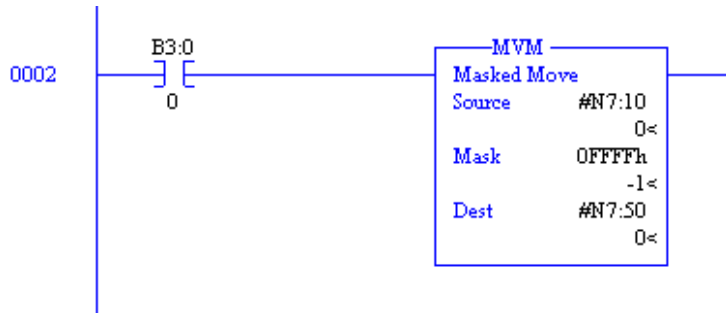 B3:0
0002
0
MVM
Masked Move
Source #N7:10
0<
Mask 0FFFFh
-1<
Dest #N7:50
0<